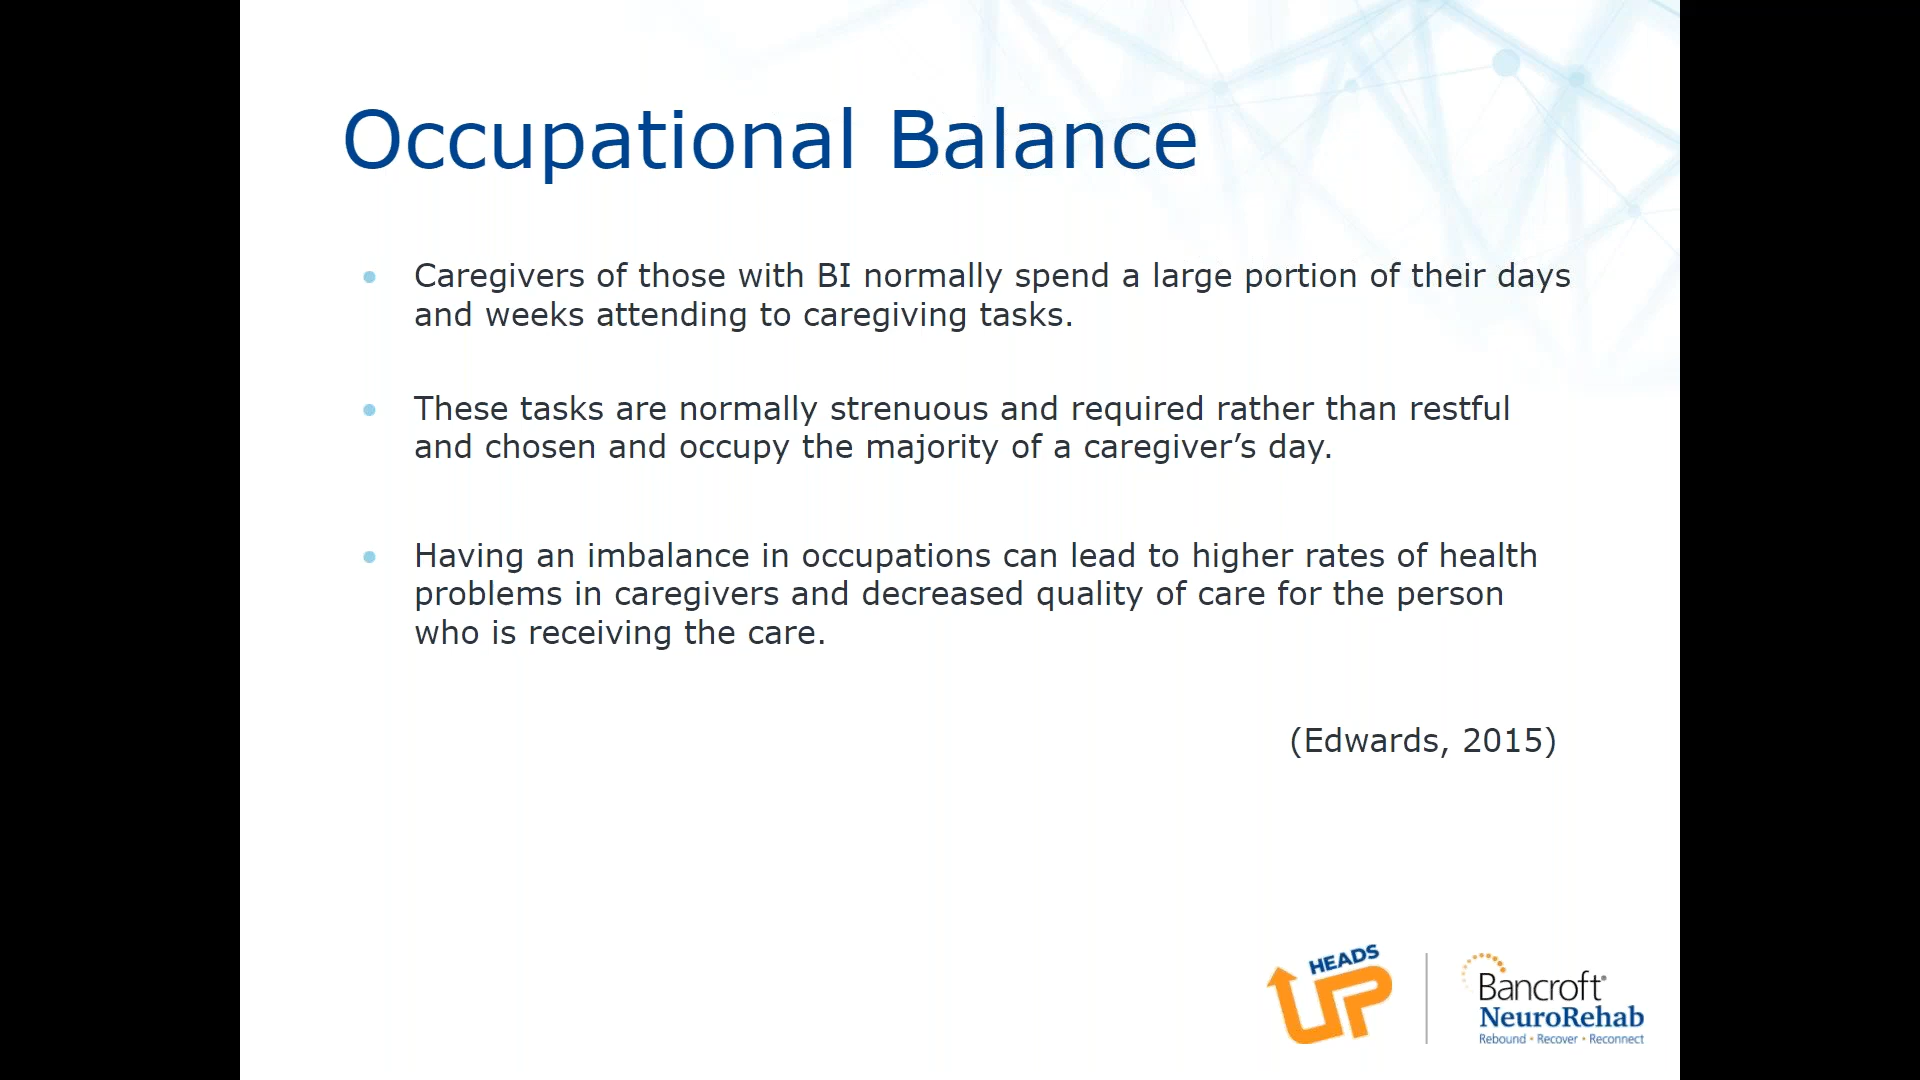 Occupational Balance
• Caregivers of those with BI normally spend a large portion of their days
and weeks attending to caregiving tasks.
• These tasks are normally strenuous and required rather than restful
and chosen and occupy the majority of a caregiver’s day.
• Having an imbalance in occupations can lead to higher rates of health
problems in caregivers and decreased quality of care for the person
who is receiving the care.
(Edwards, 2015)
HEADS
UP
Bancroft®
NeuroRehab
Rebound • Recover • Reconnect